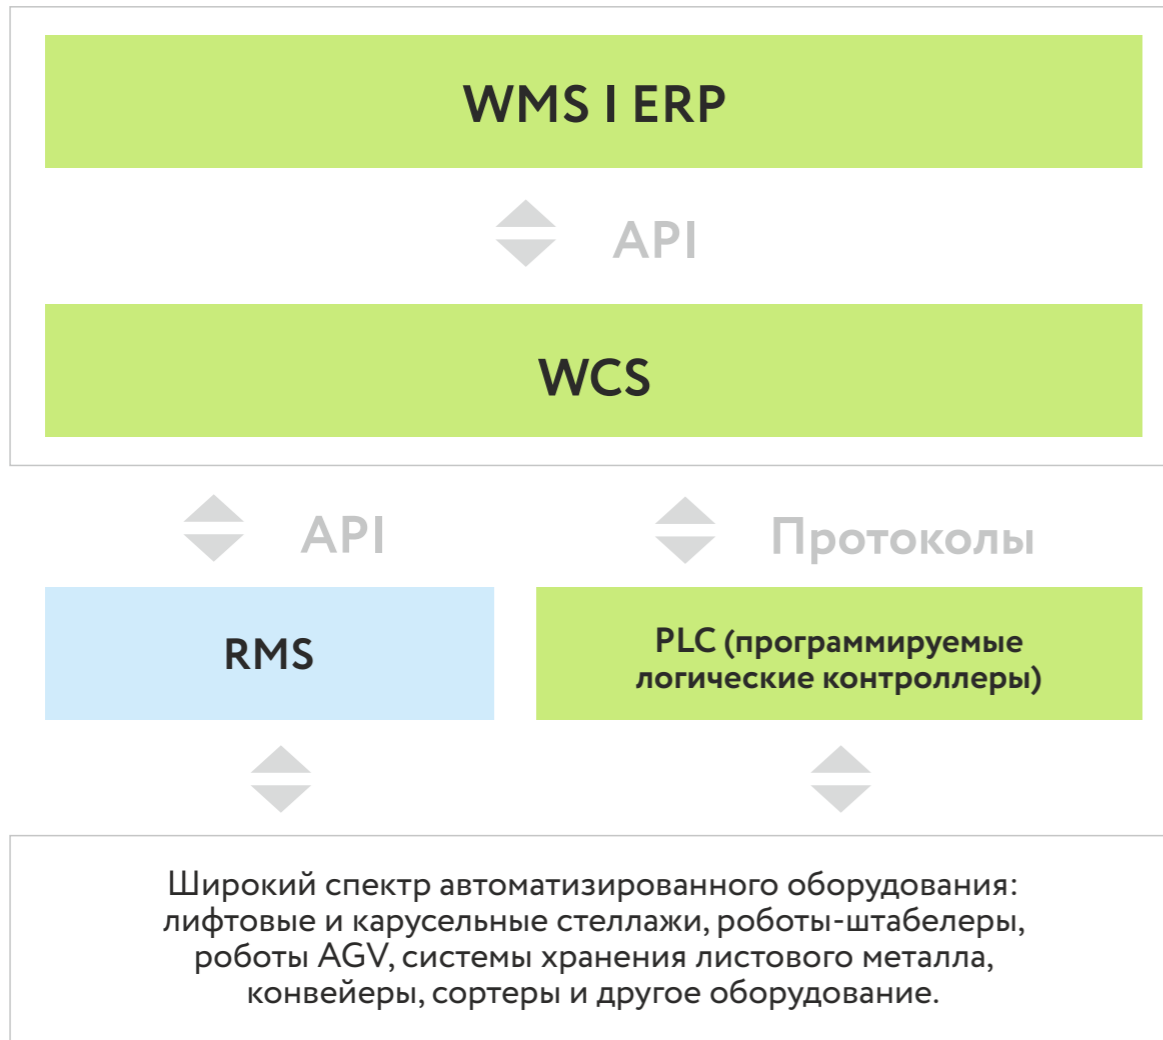 WMS I ERP
API
WCS
API
Протоколы
RMS
PLC (программируемые
логические контроллеры)
Широкий спектр автоматизированного оборудования:
лифтовые и карусельные стеллажи, роботы-штабелеры,
роботы AGV, системы хранения листового металла,
конвейеры, сортеры и другое оборудование.